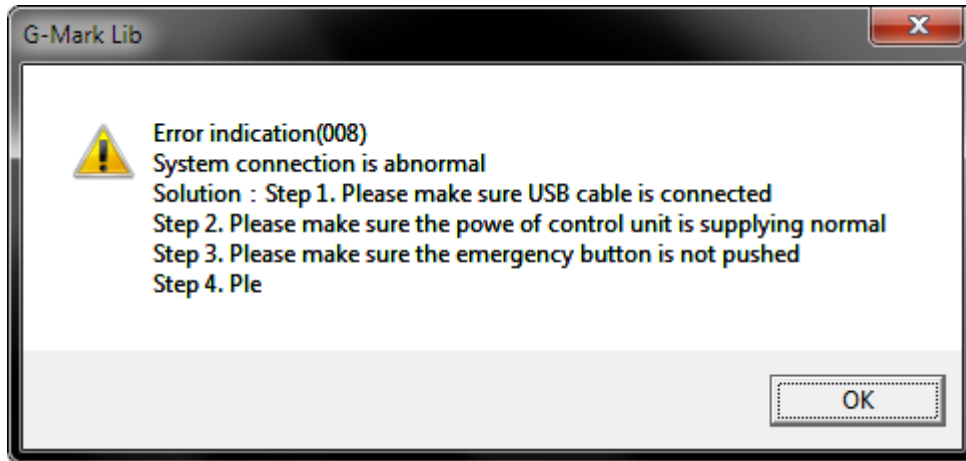 G-Mark Lib
Error indication(008)
System connection is abnormal
Solution : Step 1. Please make sure USB cable is connected
Step 2. Please make sure the powe of control unit is supplying normal
Step 3. Please make sure the emergency button is not pushed
Step 4. Ple
OK